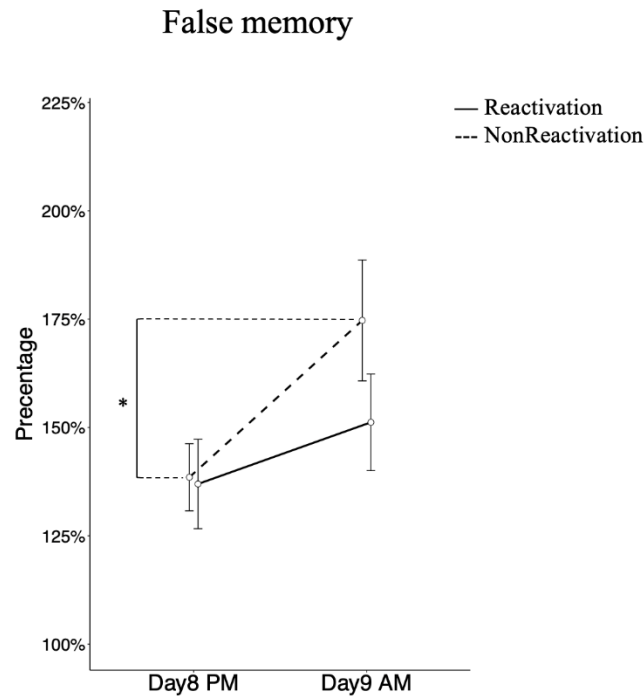 False memory
Reactivation
NonReactivation
225%
200%
175%
150%
125%
100%
Precentage
*
Day8 PM
Day9 AM